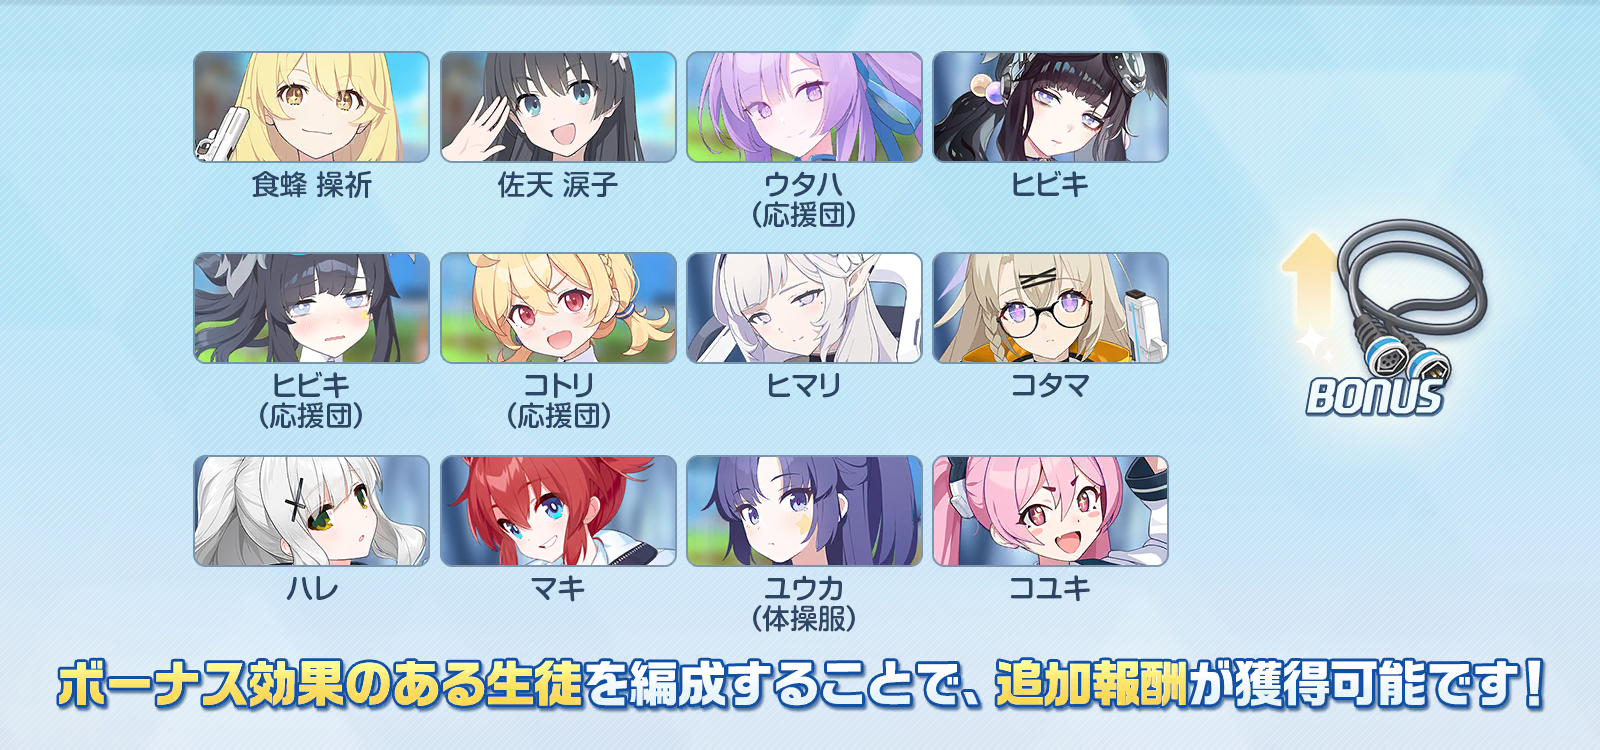 食蜂 操祈
佐天 涙子
ウタハ
（応援団）
ヒビキ
ヒビキ
（応援団）
コトリ
（応援団）
ヒマリ
コタマ
BONUS
ハレ
マキ
ユウカ
（体操服）
コユキ
ボーナス効果のある生徒を編成することで、追加報酬が獲得可能です！